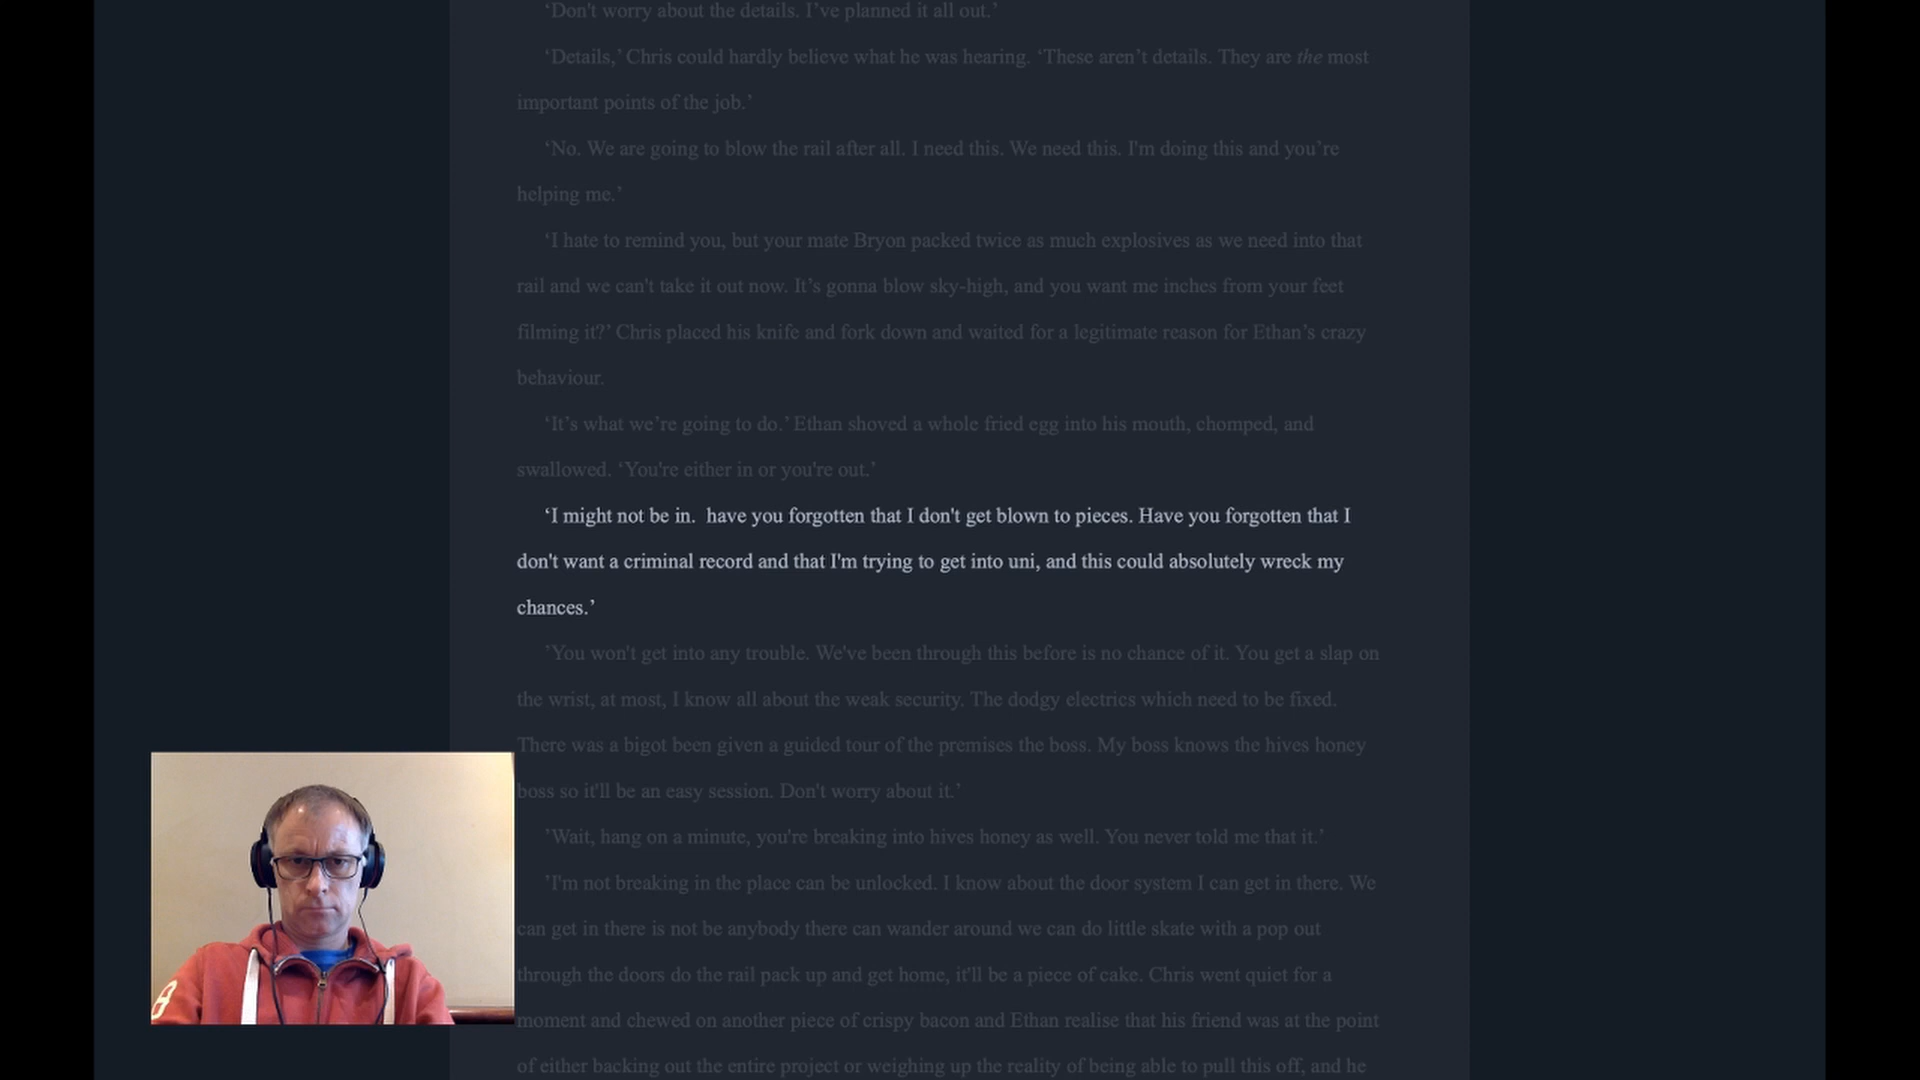 ‘Don't worry about the details. I’ve planned it all out.’
‘Details,’ Chris could hardly believe what he was hearing. ‘These aren’t details. They are the most
important points of the job.’
‘No. We are going to blow the rail after all. I need this. We need this. I'm doing this and you’re
helping me.’
‘I hate to remind you, but your mate Bryon packed twice as much explosives as we need into that
rail and we can't take it out now. It’s gonna blow sky-high, and you want me inches from your feet
filming it?’ Chris placed his knife and fork down and waited for a legitimate reason for Ethan’s crazy
behaviour.
‘It’s what we’re going to do.’ Ethan shoved a whole fried egg into his mouth, chomped, and
swallowed. ‘You're either in or you're out.’
‘I might not be in.  have you forgotten that I don't get blown to pieces. Have you forgotten that I
don't want a criminal record and that I'm trying to get into uni, and this could absolutely wreck my
chances.’
’You won't get into any trouble. We've been through this before is no chance of it. You get a slap on
the wrist, at most, I know all about the weak security. The dodgy electrics which need to be fixed.
There was a bigot been given a guided tour of the premises the boss. My boss knows the hives honey
boss so it'll be an easy session. Don't worry about it.’
’Wait, hang on a minute, you're breaking into hives honey as well. You never told me that it.’
’I'm not breaking in the place can be unlocked. I know about the door system I can get in there. We
can get in there is not be anybody there can wander around we can do little skate with a pop out
through the doors do the rail pack up and get home, it'll be a piece of cake. Chris went quiet for a
moment and chewed on another piece of crispy bacon and Ethan realise that his friend was at the point
of either backing out the entire project or weighing up the reality of being able to pull this off, and he